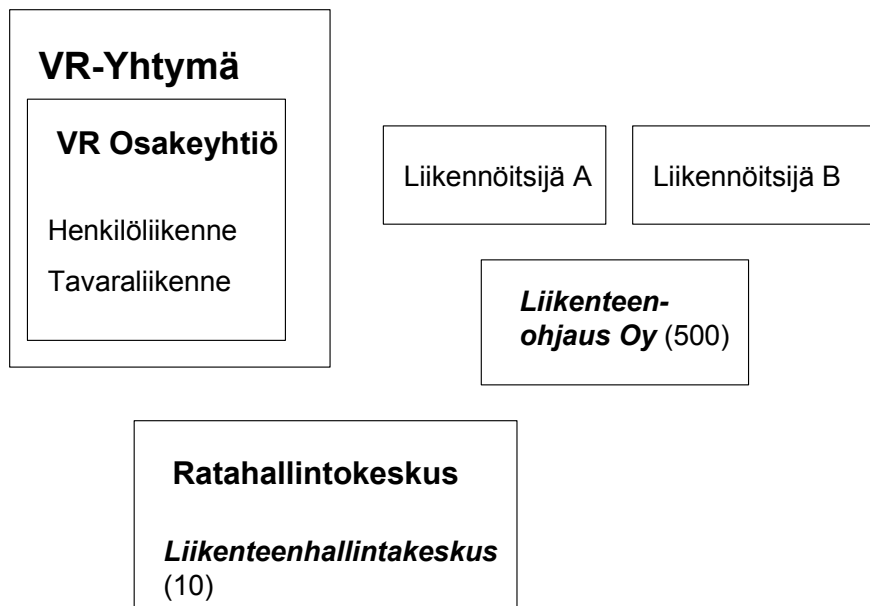 VR-Yhtymä
VR Osakeyhtiö
Henkilöliikenne
Tavaraliikenne
Liikennöitsijä A
Liikennöitsijä B
Liikenteen-
ohjaus Oy (500)
Ratahallintokeskus
Liikenteenhallintakeskus
(10)